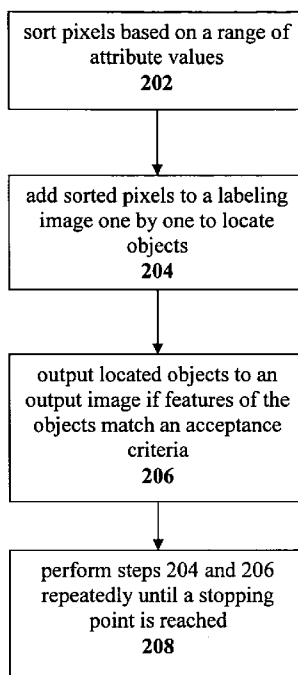 sort pixels based on a range of
attribute values
202
add sorted pixels to a labeling
image one by one to locate
objects
204
output located objects to an
output image if features of the
objects match an acceptance
criteria
206
perform steps 204 and 206
repeatedly until a stopping
point is reached
208